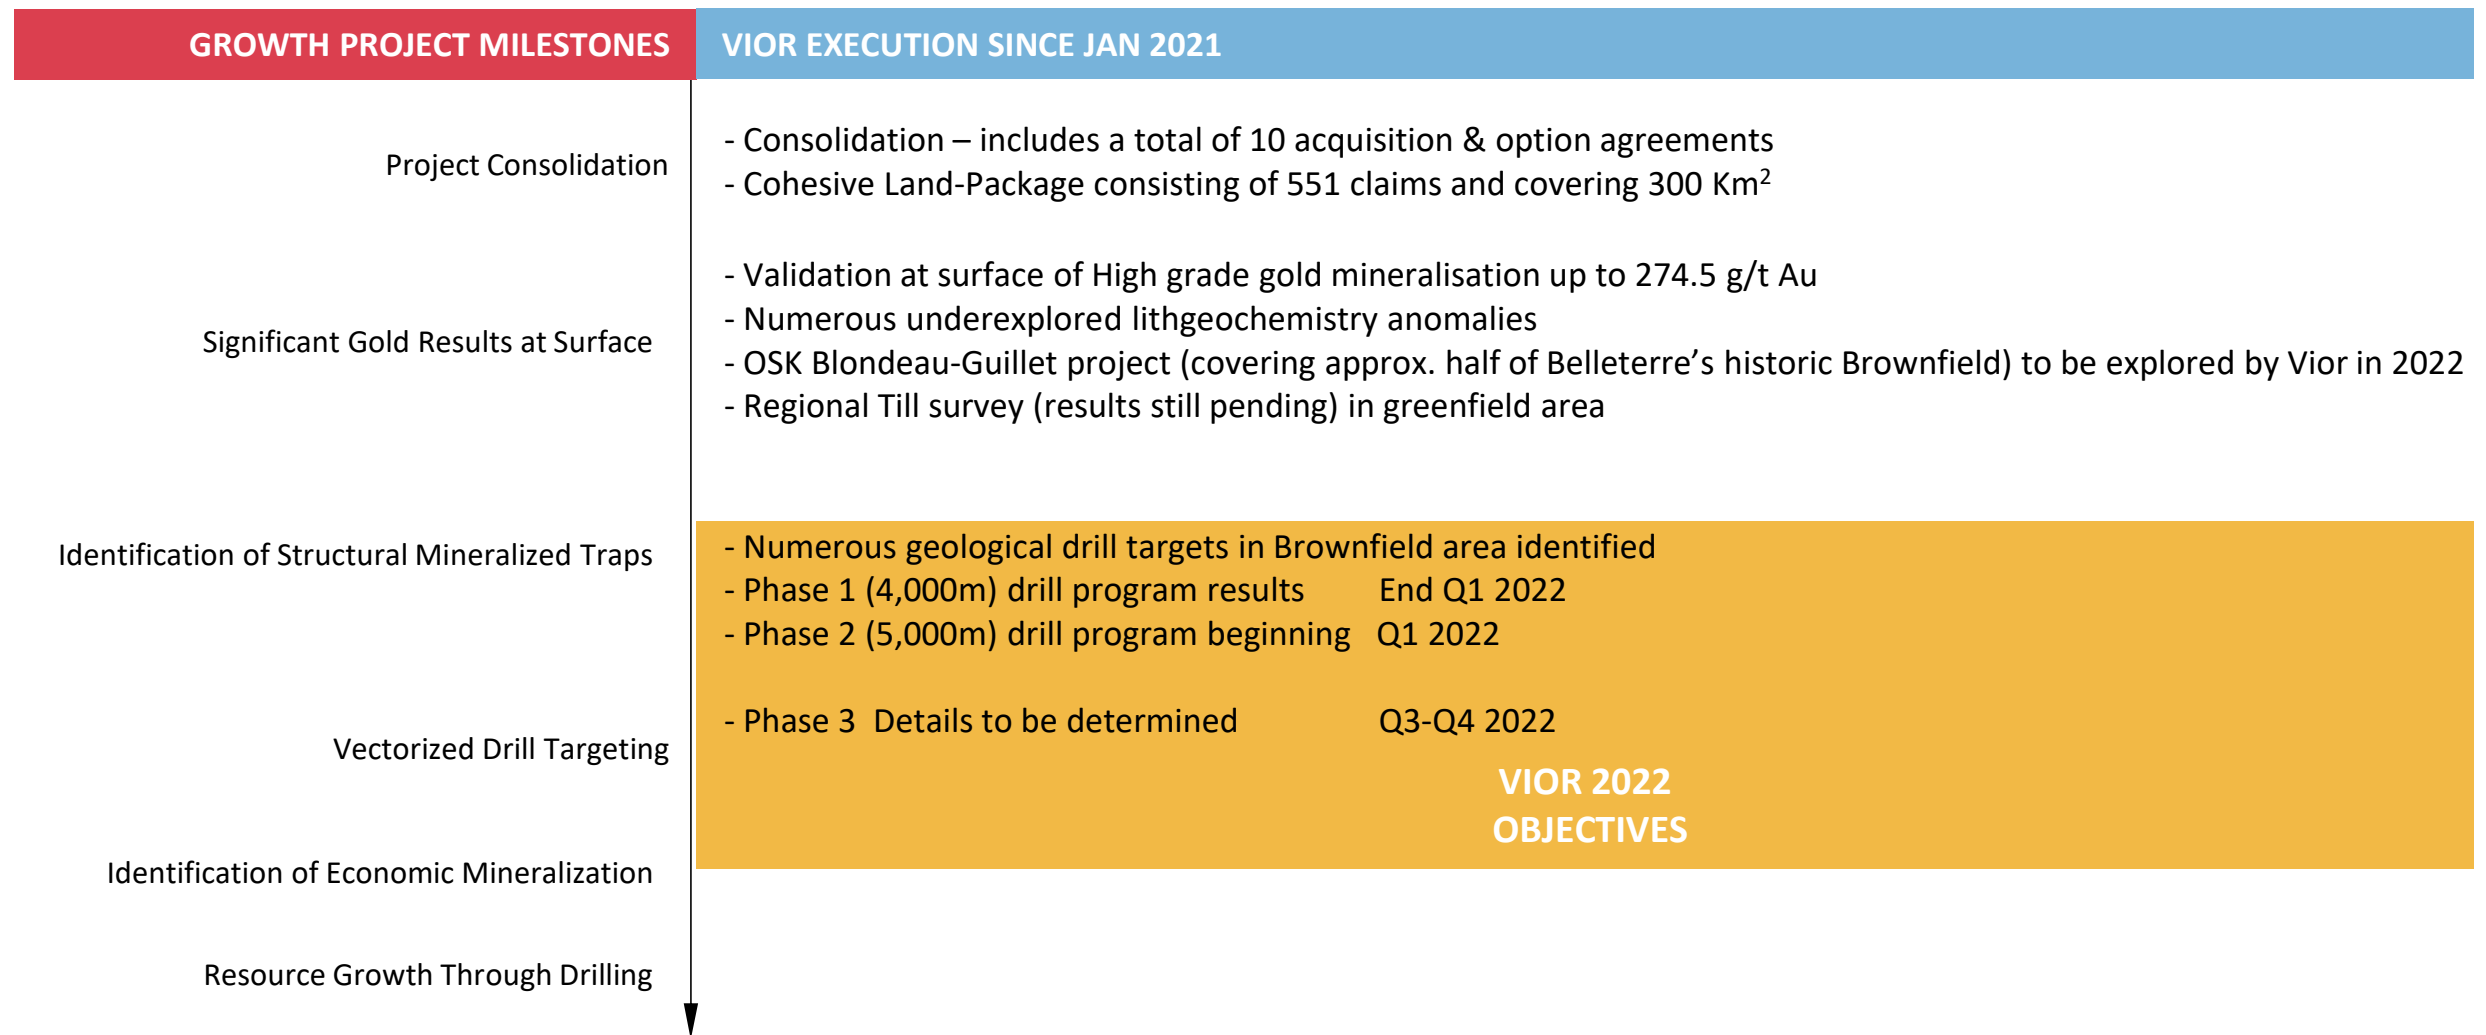 GROWTH PROJECT MILESTONES
VIOR EXECUTION SINCE JAN 2021
Project Consolidation
- Consolidation – includes a total of 10 acquisition & option agreements
- Cohesive Land-Package consisting of 551 claims and covering 300 Km²
Significant Gold Results at Surface
- Validation at surface of High grade gold mineralisation up to 274.5 g/t Au
- Numerous underexplored lithgeochemistry anomalies
- OSK Blondeau-Guillet project (covering approx. half of Belleterre’s historic Brownfield) to be explored by Vior in 2022
- Regional Till survey (results still pending) in greenfield area
Identification of Structural Mineralized Traps
- Numerous geological drill targets in Brownfield area identified
- Phase 1 (4,000m) drill program results End Q1 2022
- Phase 2 (5,000m) drill program beginning Q1 2022
Vectorized Drill Targeting
- Phase 3 Details to be determined Q3-Q4 2022
VIOR 2022
OBJECTIVES
Identification of Economic Mineralization
Resource Growth Through Drilling